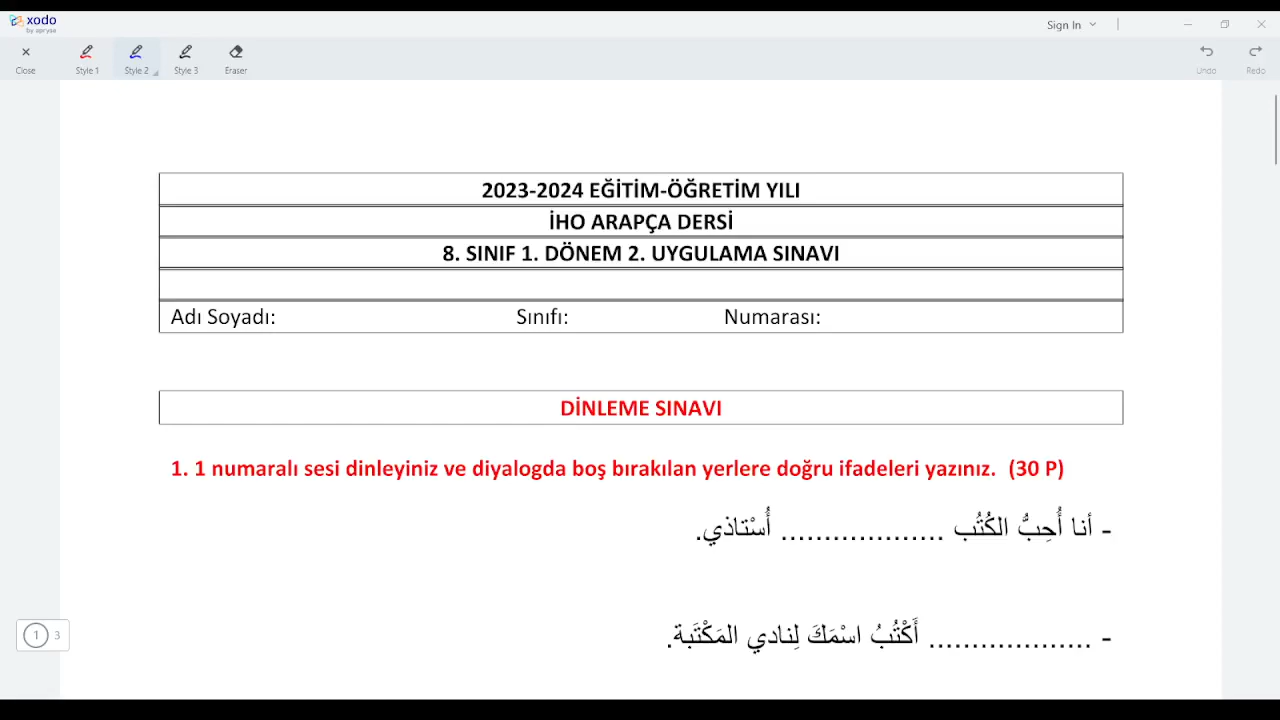 xodo
by apryse
Sign In
Close
Style 1
Style 2
Style 3
Eraser
Undo
Redo
2023-2024 EĞİTİM-ÖĞRETİM YILI
İHO ARAPÇA DERSİ
8. SINIF 1. DÖNEM 2. UYGULAMA SINAVI
Adı Soyadı: Sınıfı: Numarası:
DİNLEME SINAVI
1. 1 numaralı sesi dinleyiniz ve diyalogda boş bırakılan yerlere doğru ifadeleri yazınız. (30 P)
- أنا أُحِبُّ الكُتُب ................... أُسْتاذي.
- ................... أَكْتُبُ اسْمَكَ لِنادي المَكْتَبة.
1 3